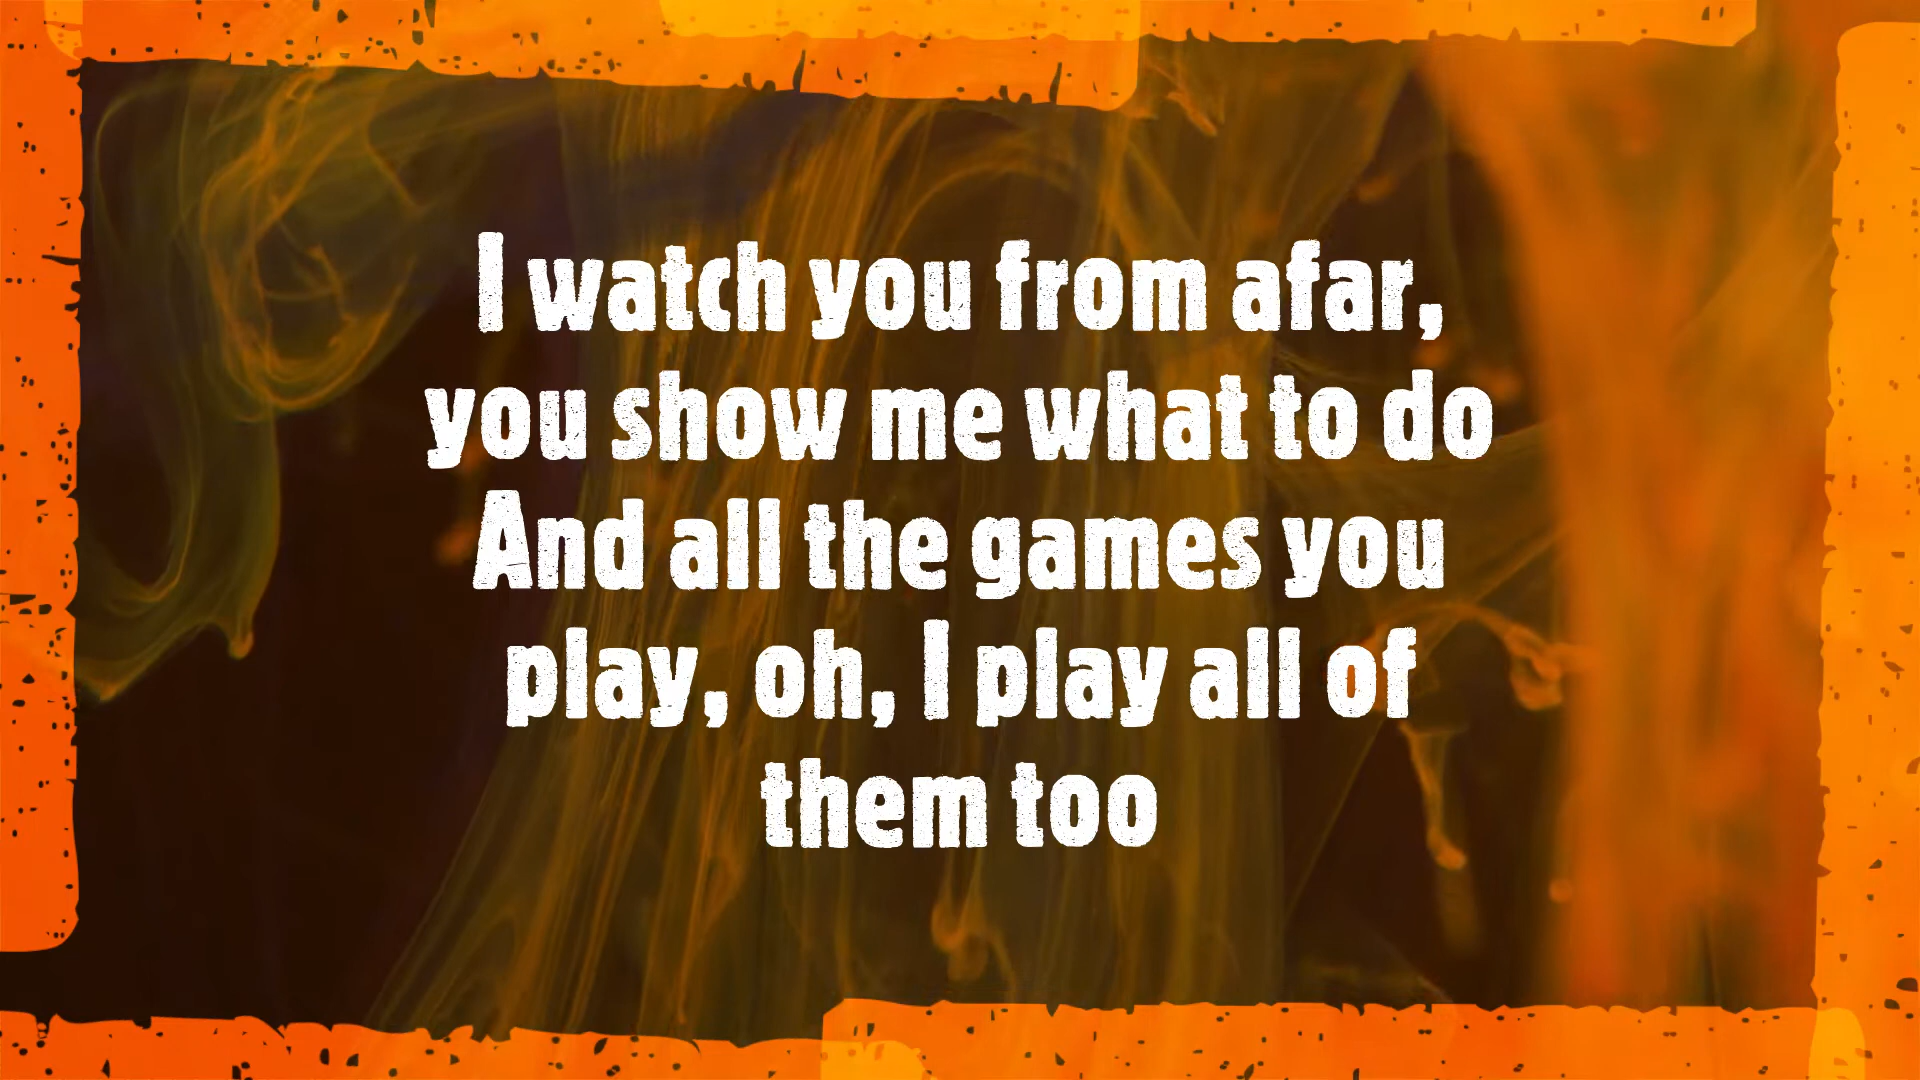 I watch you from afar,
you show me what to do
And all the games you
play, oh, I play all of
them too